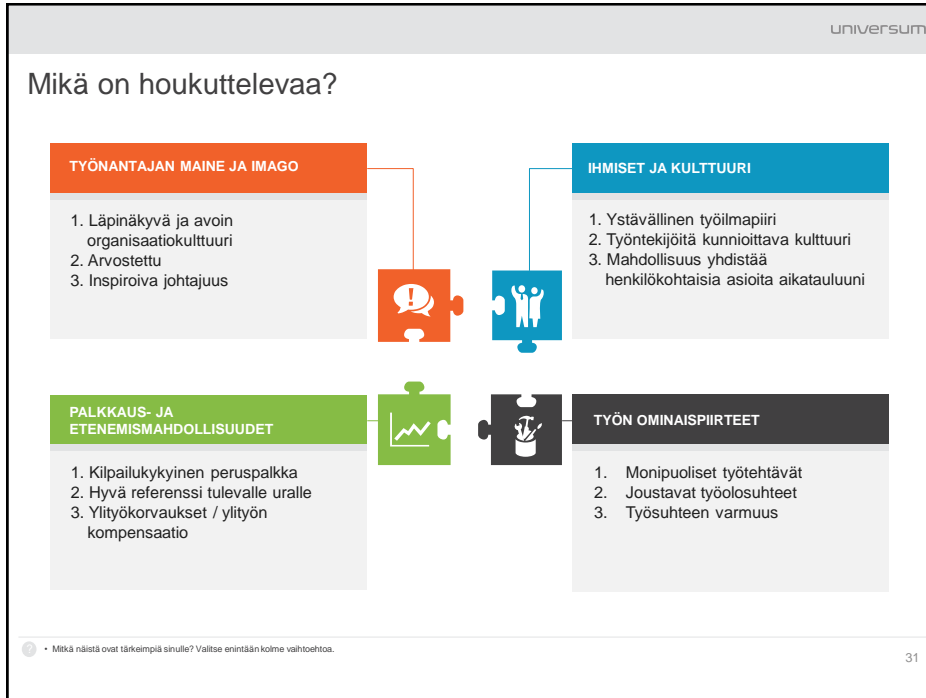 universum
Mikä on houkuttelevaa?
TYÖNANTAJAN MAINE JA IMAGO
1. Läpinäkyvä ja avoin
organisaatiokulttuuri
2. Arvostettu
3. Inspiroiva johtajuus
IHMISET JA KULTTUURI
1. Ystävällinen työilmapiiri
2. Työntekijöitä kunnioittava kulttuuri
3. Mahdollisuus yhdistää
henkilökohtaisia asioita aikatauluuni
PALKKAUS- JA
ETENEMISMAHDOLLISUUDET
1. Kilpailukykyinen peruspalkka
2. Hyvä referenssi tulevalle uralle
3. Ylityökorvaukset / ylityön
kompensaatio
TYÖN OMINAISPIIRTEET
1. Monipuoliset työtehtävät
2. Joustavat työolosuhteet
3. Työsuhteen varmuus
? • Mitkä näistä ovat tärkeimpiä sinulle? Valitse enintään kolme vaihtoehtoa.
31